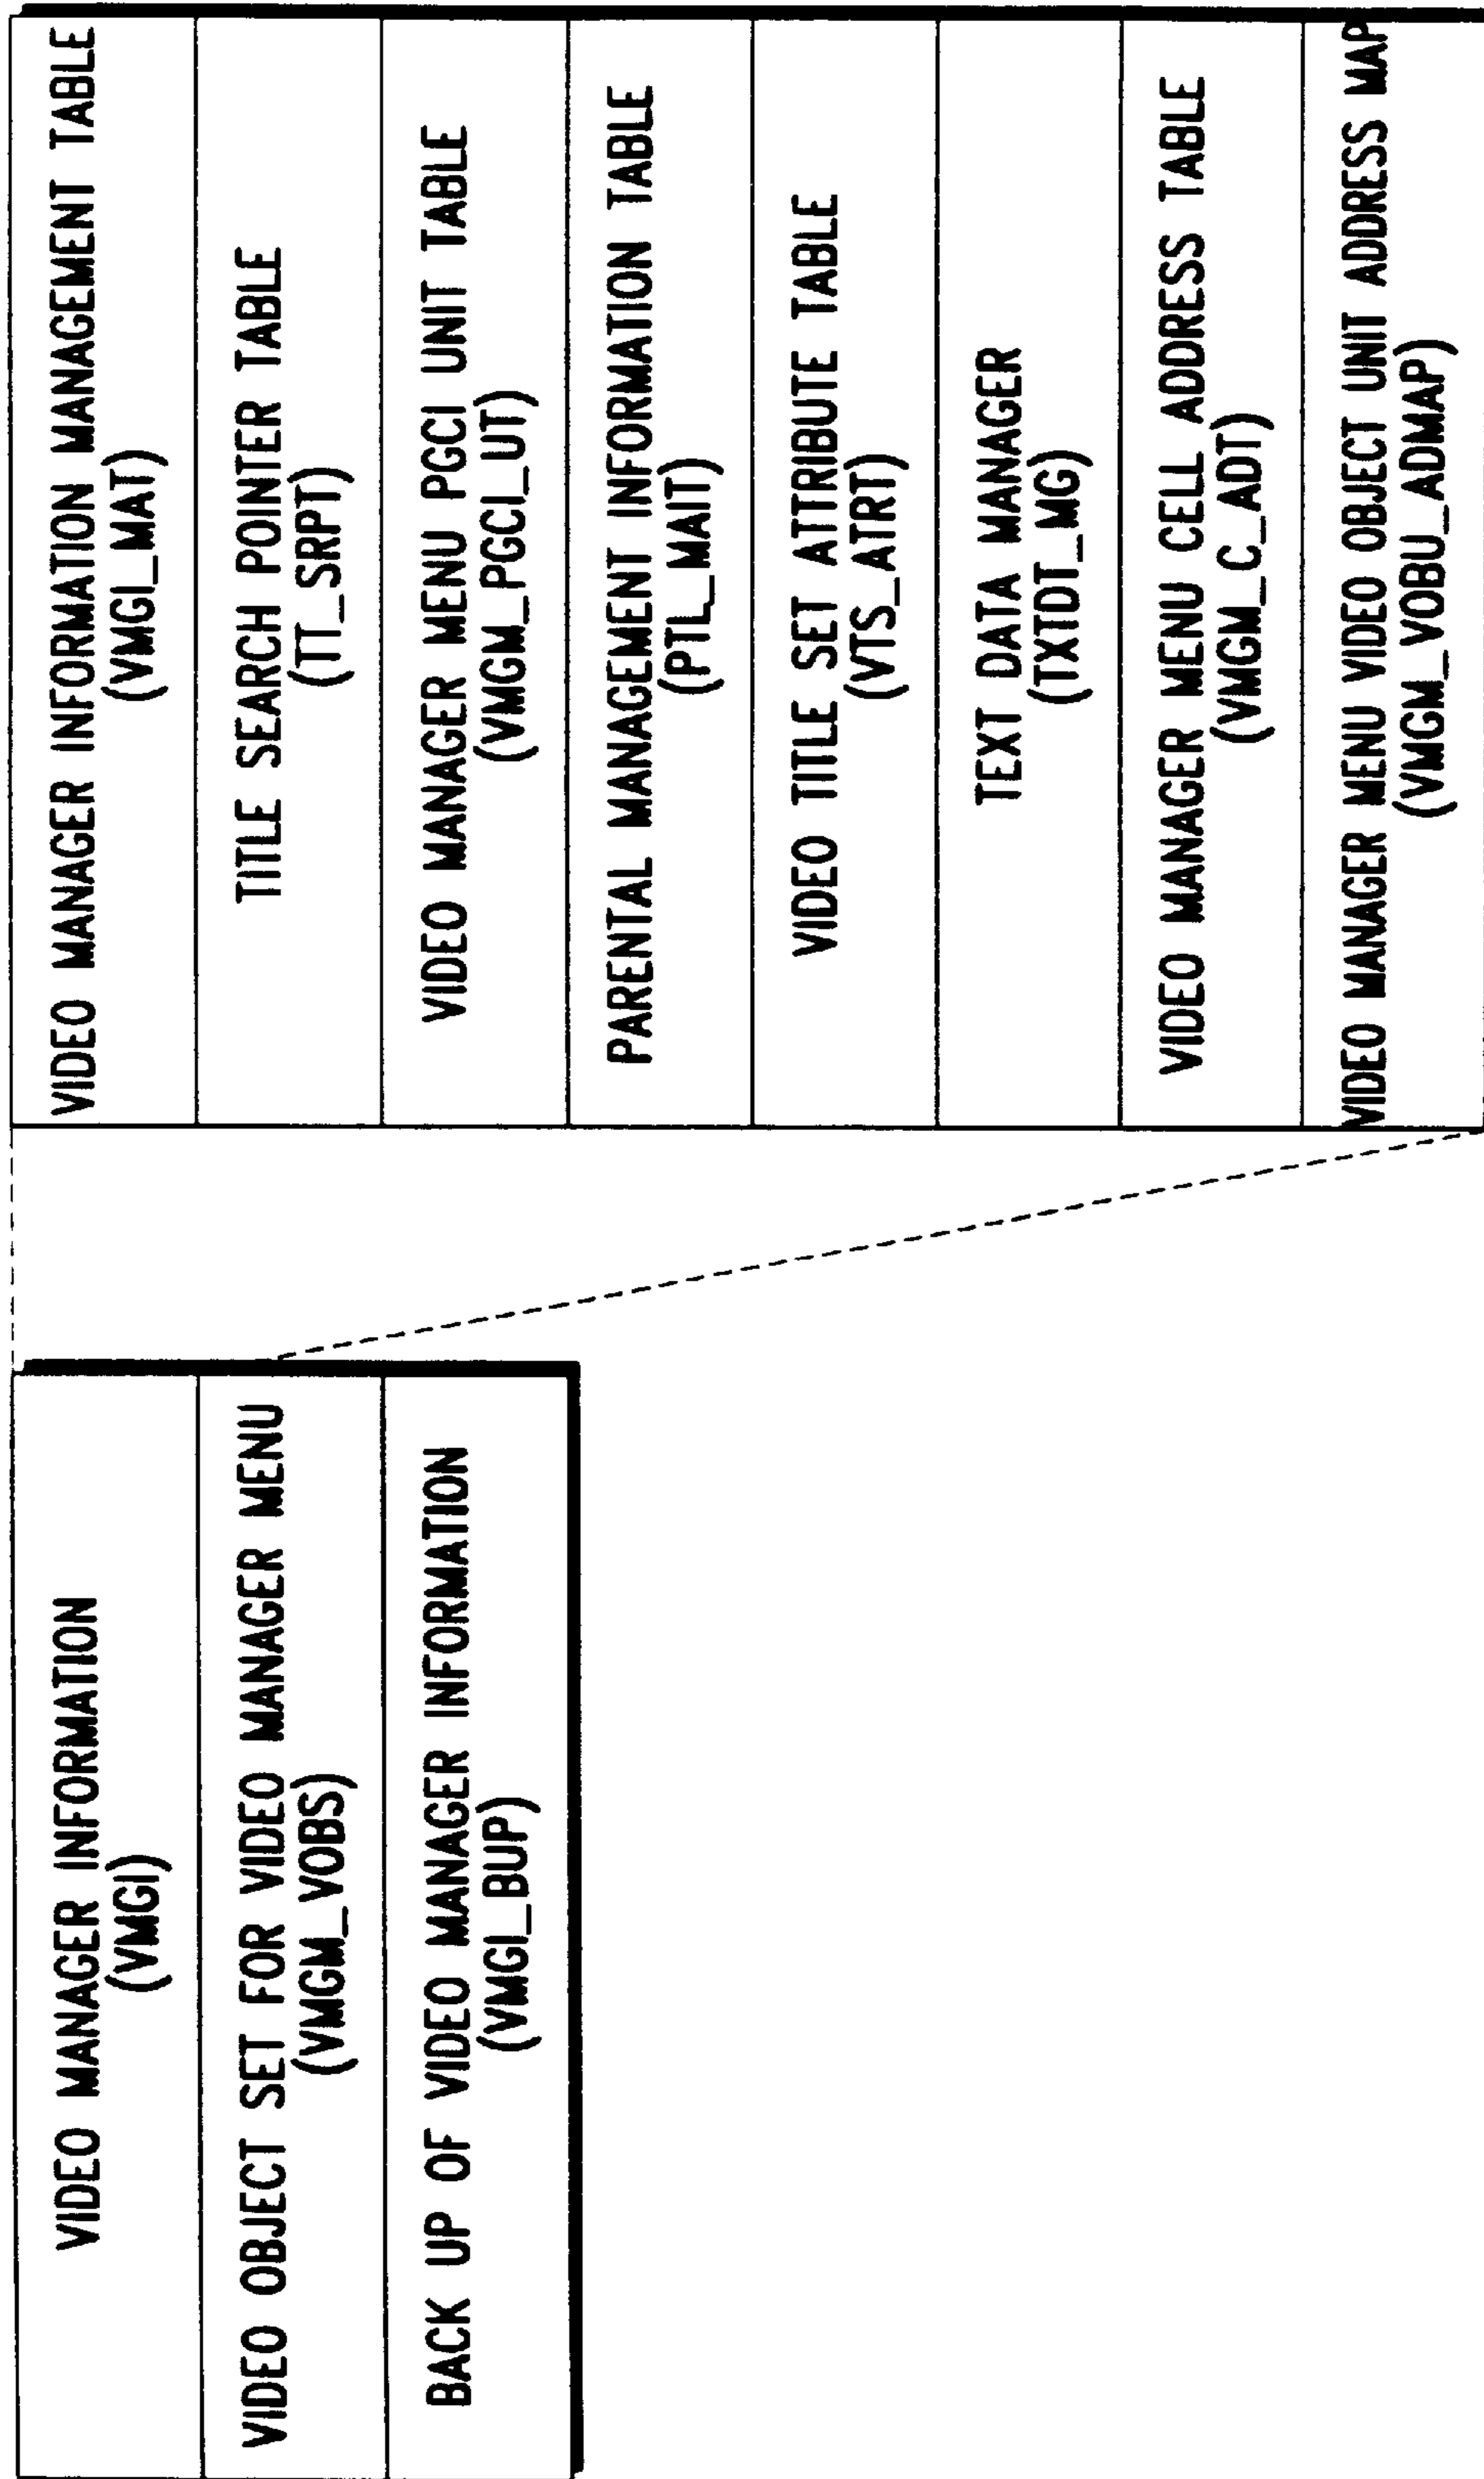 VIDEO MANAGER INFORMATION
(VMGI)
VIDEO OBJECT SET FOR VIDEO MANAGER MENU
(VMGM_VOBS)
BACK UP OF VIDEO MANAGER INFORMATION
(VMGI_BUP)
VIDEO MANAGER INFORMATION MANAGEMENT TABLE
(VMGI_MAT)
TITLE SEARCH POINTER TABLE
(TT_SRPT)
VIDEO MANAGER MENU PGCI UNIT TABLE
(VMGM_PGCI_UT)
PARENTAL MANAGEMENT INFORMATION TABLE
(PTL_MAIT)
VIDEO TITLE SET ATTRIBUTE TABLE
(VTS_ATRT)
TEXT DATA MANAGER
(TXTDT_MG)
VIDEO MANAGER MENU CELL ADDRESS TABLE
(VMGM_C_ADT)
VIDEO MANAGER MENU VIDEO OBJECT UNIT ADDRESS MAP
(VMGM_VOBU_ADMAP)